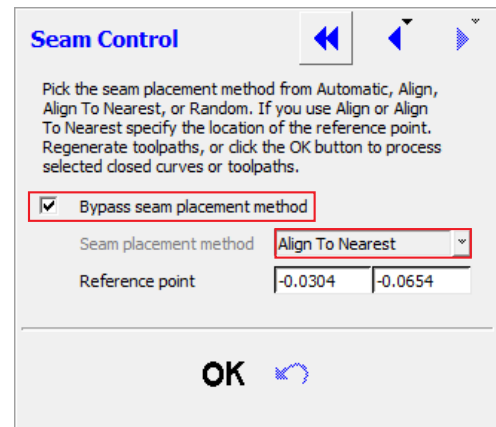 Seam Control
Pick the seam placement method from Automatic, Align,
Align To Nearest, or Random. If you use Align or Align
To Nearest specify the location of the reference point.
Regenerate toolpaths, or click the OK button to process
selected closed curves or toolpaths.
Bypass seam placement method
Seam placement method Align To Nearest
Reference point -0.0304 -0.0654
OK